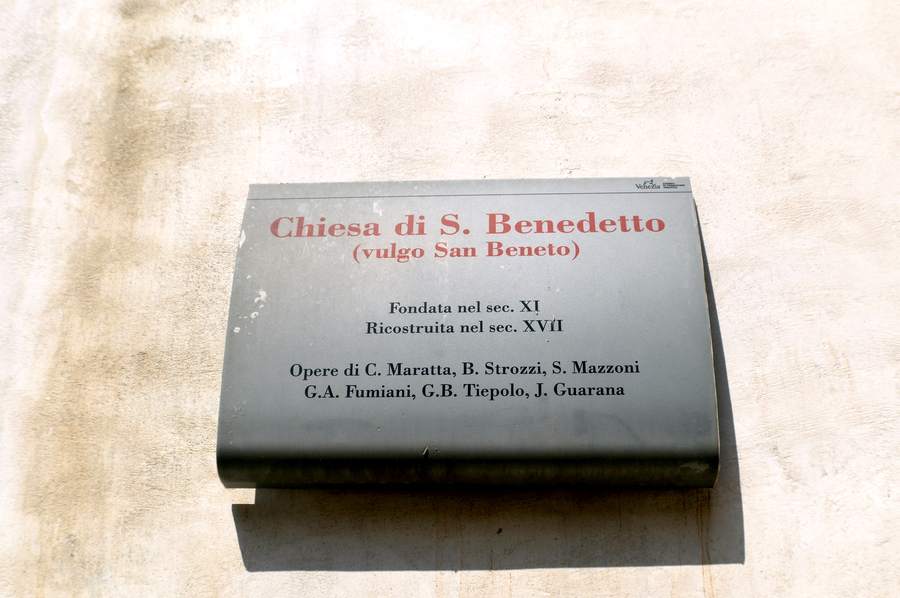 Venezia
Chiesa di S. Benedetto
(vulgo San Beneto)
Fondata nel sec. XI
Ricostruita nel sec. XVII
Opere di C. Maratta, B. Strozzi, S. Mazzoni
G.A. Fumiani, G.B. Tiepolo, J. Guarana